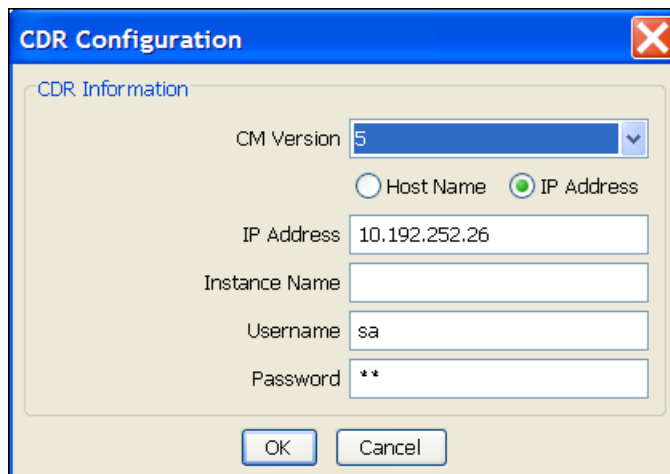 CDR Configuration
CDR Information
CM Version 5
Host Name IP Address
IP Address 10.192.252.26
Instance Name
Username sa
Password **
OK Cancel